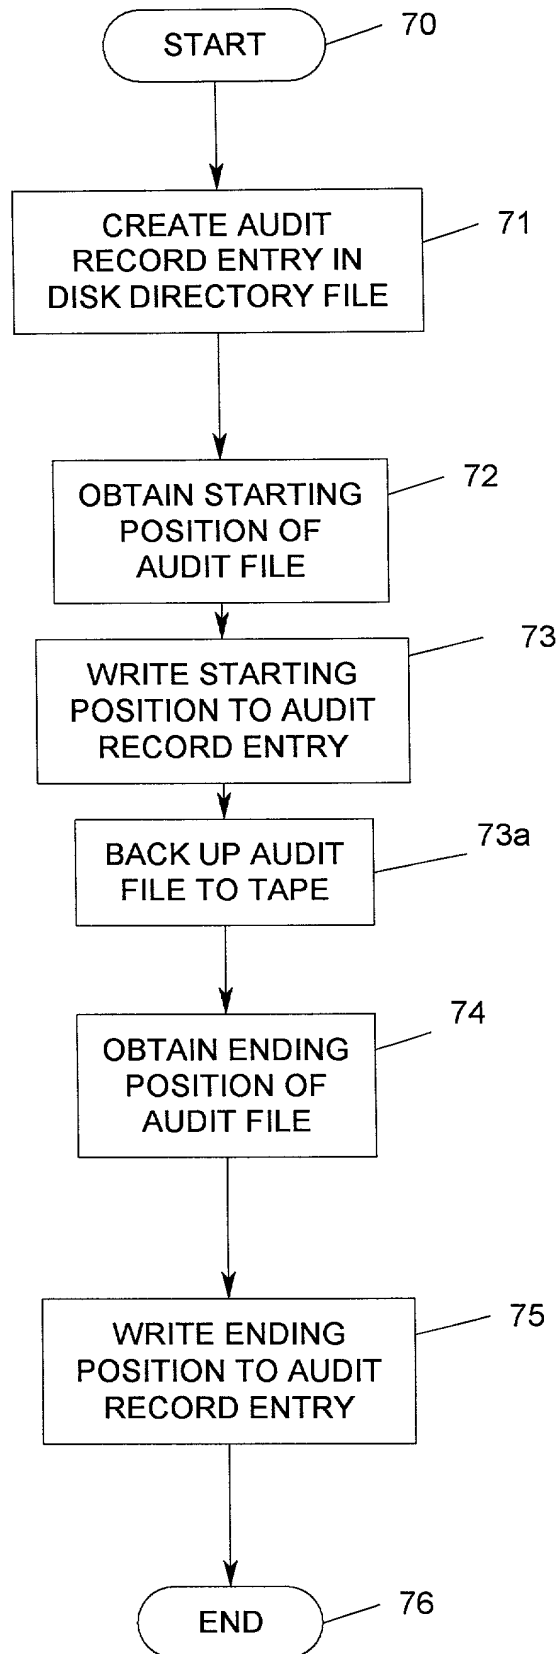 START
70
CREATE AUDIT
RECORD ENTRY IN
DISK DIRECTORY FILE
71
OBTAIN STARTING
POSITION OF
AUDIT FILE
72
WRITE STARTING
POSITION TO AUDIT
RECORD ENTRY
73
BACK UP AUDIT
FILE TO TAPE
73a
OBTAIN ENDING
POSITION OF
AUDIT FILE
74
WRITE ENDING
POSITION TO AUDIT
RECORD ENTRY
75
END
76